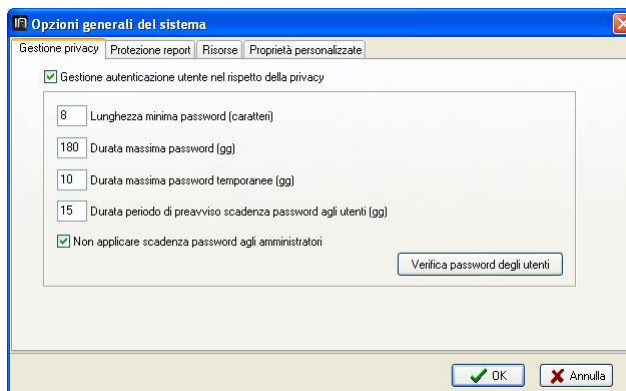 Opzioni generali del sistema
Gestione privacy Protezione report Risorse Proprietà personalizzate
Gestione autenticazione utente nel rispetto della privacy
8 Lunghezza minima password (caratteri)
180 Durata massima password (gg)
10 Durata massima password temporanee (gg)
15 Durata periodo di preavviso scadenza password agli utenti (gg)
Non applicare scadenza password agli amministratori
Verifica password degli utenti
OK Annulla